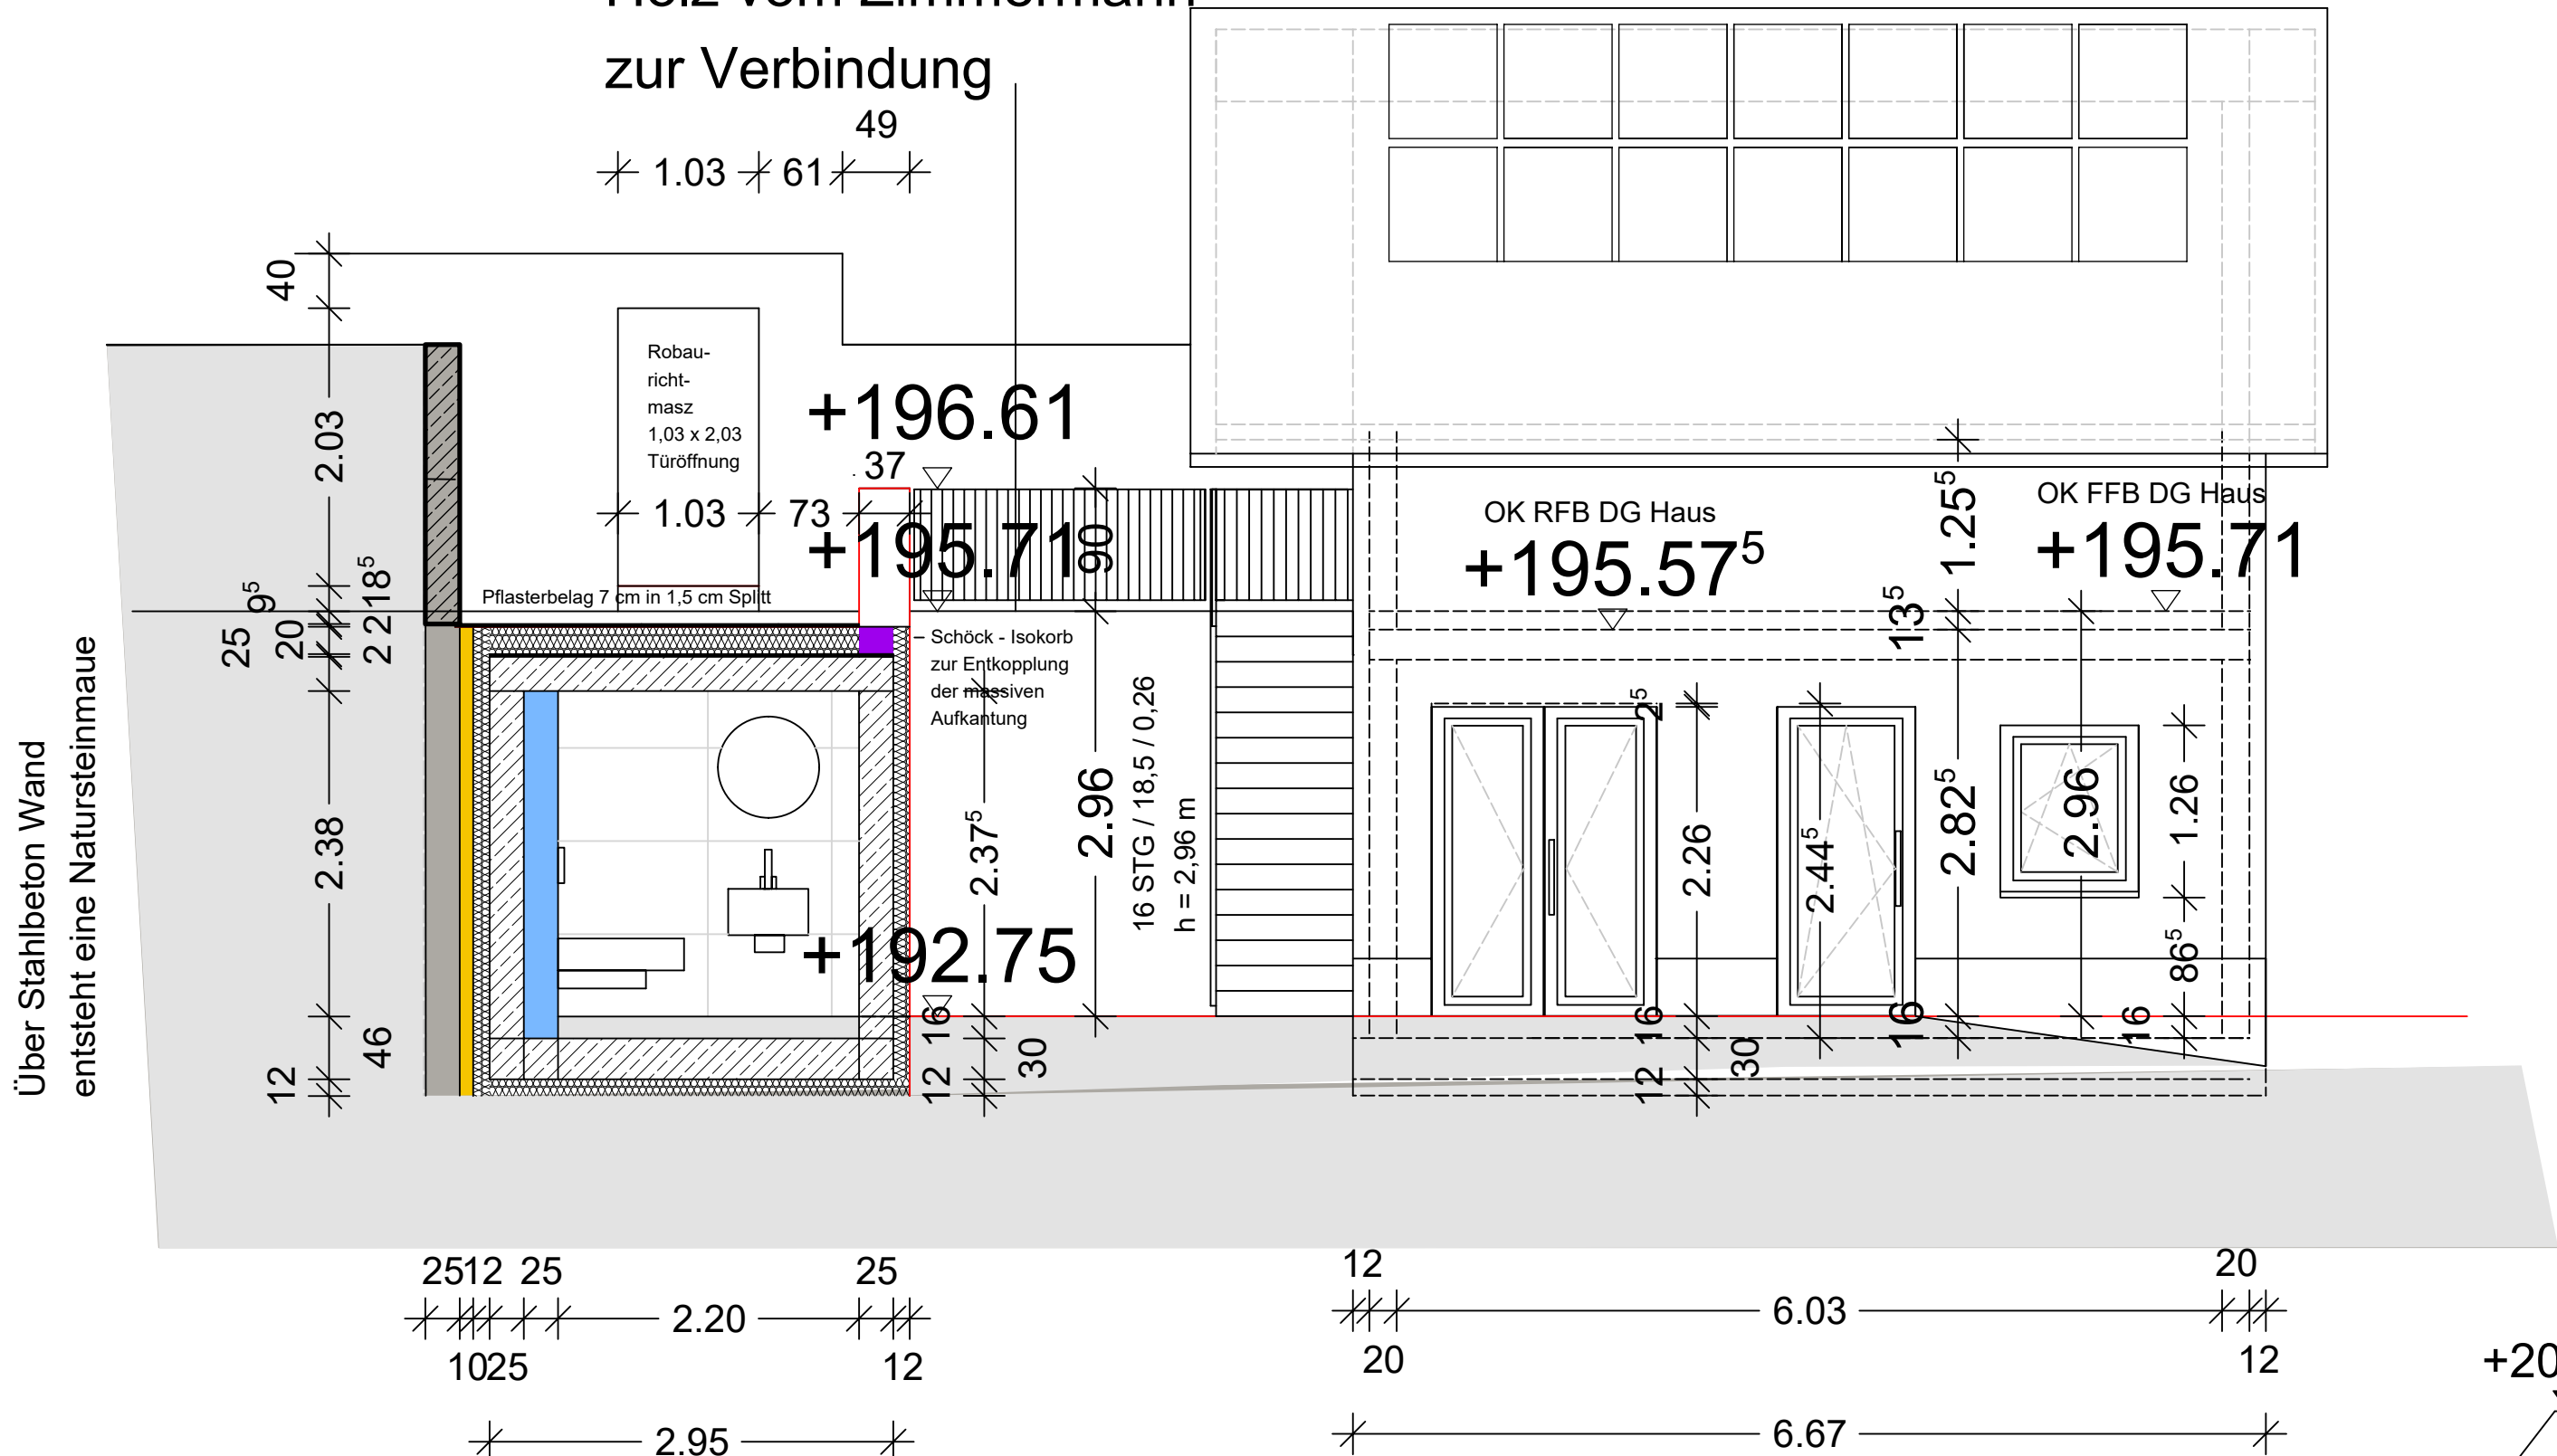 zur Verbindung
49
1.03 61
40
2.03
Robau-
richt-
masz
1,03 x 2,03
Türöffnung
+196.61
37
1.03 73
+195.71
90
OK RFB DG Haus
+195.57⁵
1.25⁵
OK FFB DG Haus
+195.71
13⁵
9⁵
2 2 18⁵
25
20
Pflasterbelag 7 cm in 1,5 cm Splitt
Schöck - Isokorb
zur Entkopplung
der massiven
Aufkantung
Über Stahlbeton Wand
entsteht eine Natursteinmaue
2.38
46
12
2.37⁵
2.96
16 STG / 18,5 / 0,26
h = 2,96 m
+192.75
16
12
30
2⁵
2.26
2.44⁵
2.82⁵
2.96
1.26
86⁵
16
12
30
16
16
25 12 25 25
2.20
10 25 12
2.95
12 20
6.03
20 12
6.67
+20